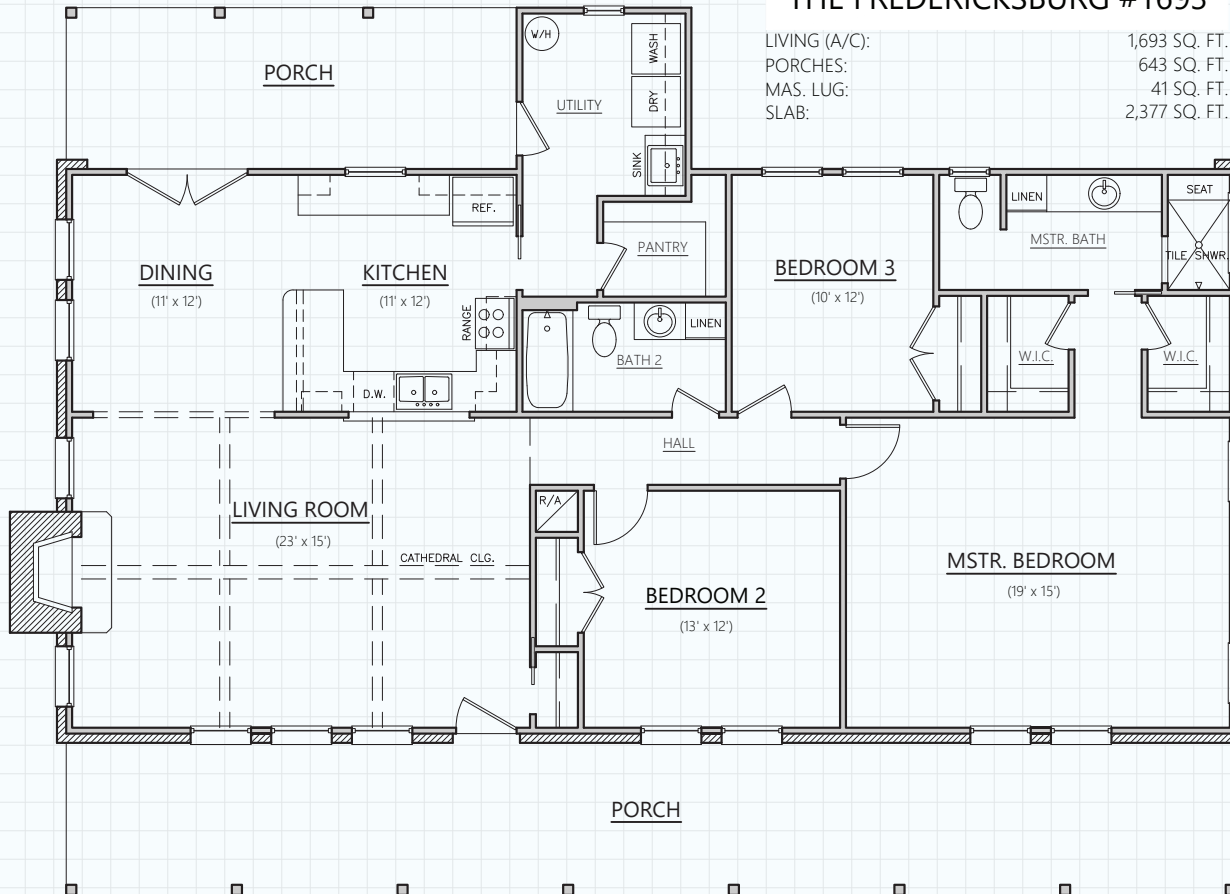 THE FREDERICKSBURG #1693
LIVING (A/C): 1,693 SQ. FT.
PORCHES: 643 SQ. FT.
MAS. LUG: 41 SQ. FT.
SLAB: 2,377 SQ. FT.
PORCH
W/H
WASH
DRY
UTILITY
SINK
REF.
LINEN
SEAT
MSTR. BATH
PANTRY
TILE SHWR.
DINING
(11' x 12')
KITCHEN
(11' x 12')
BEDROOM 3
(10' x 12')
RANGE
LINEN
BATH 2
W.I.C.
W.I.C.
D.W.
HALL
R/A
LIVING ROOM
(23' x 15')
CATHEDRAL CLG.
BEDROOM 2
(13' x 12')
MSTR. BEDROOM
(19' x 15')
PORCH